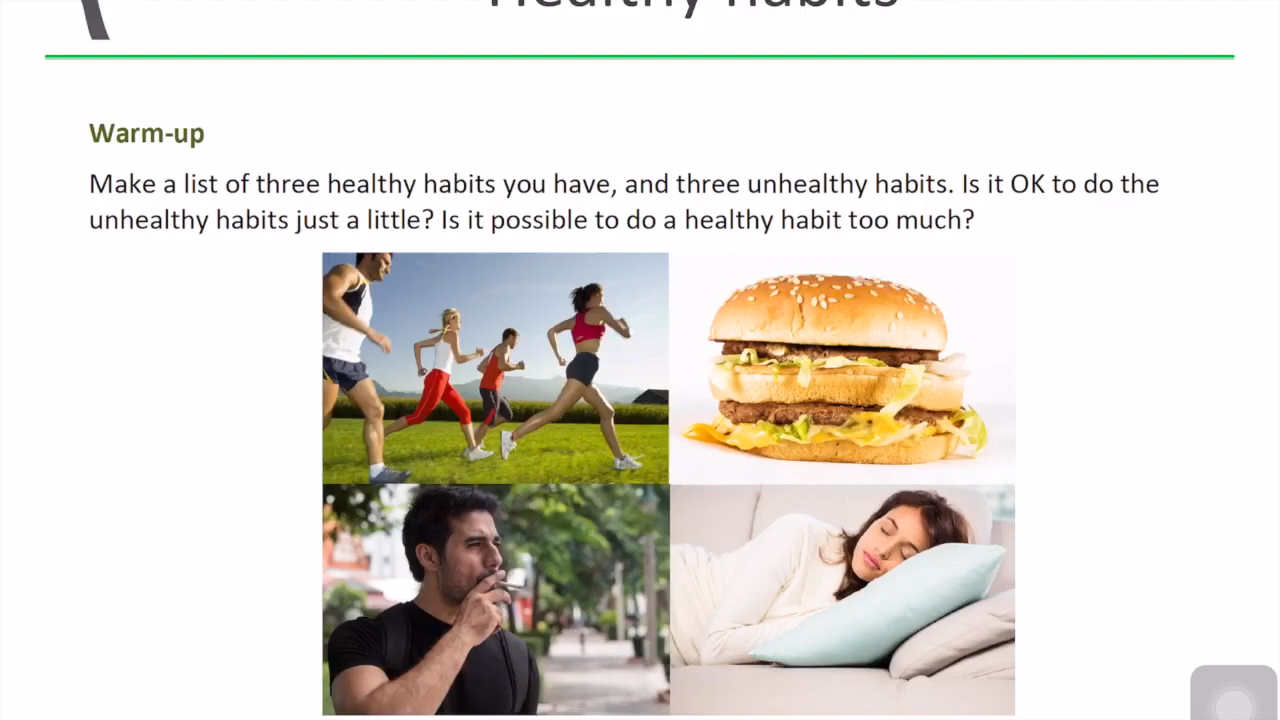 Healthy habits
Warm-up
Make a list of three healthy habits you have, and three unhealthy habits. Is it OK to do the
unhealthy habits just a little? Is it possible to do a healthy habit too much?